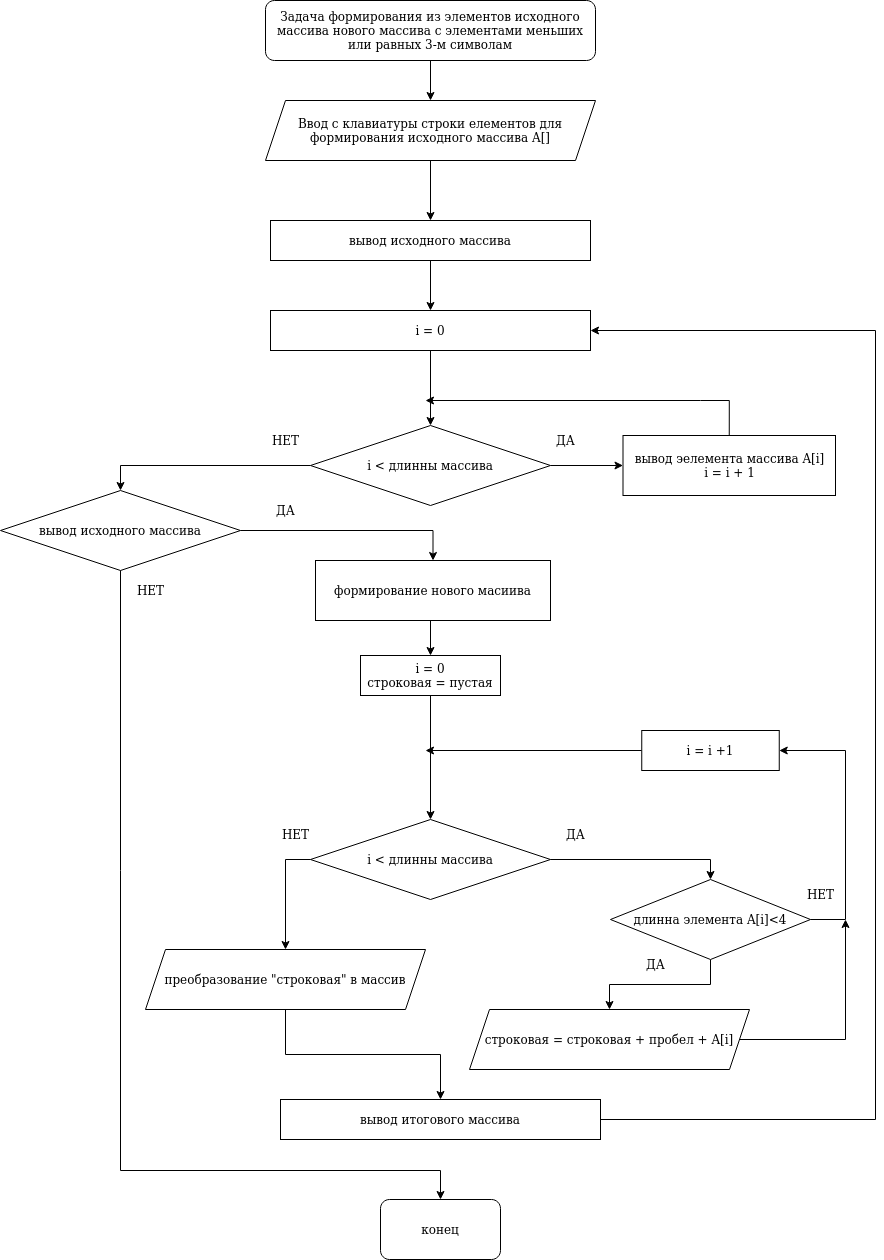 Задача формирования из элементов исходного
массива нового массива с элементами меньших
или равных 3-м символам
Ввод с клавиатуры строки елементов для
формирования исходного массива А[]
вывод исходного массива
i = 0
НЕТ
ДА
i < длинны массива
вывод эелемента массива A[i]
i = i + 1
ДА
вывод исходного массива
НЕТ
формирование нового масиива
i = 0
строковая = пустая
i = i +1
НЕТ
ДА
i < длинны массива
НЕТ
длинна элемента A[i]<4
ДА
преобразование "строковая" в массив
строковая = строковая + пробел + A[i]
вывод итогового массива
конец